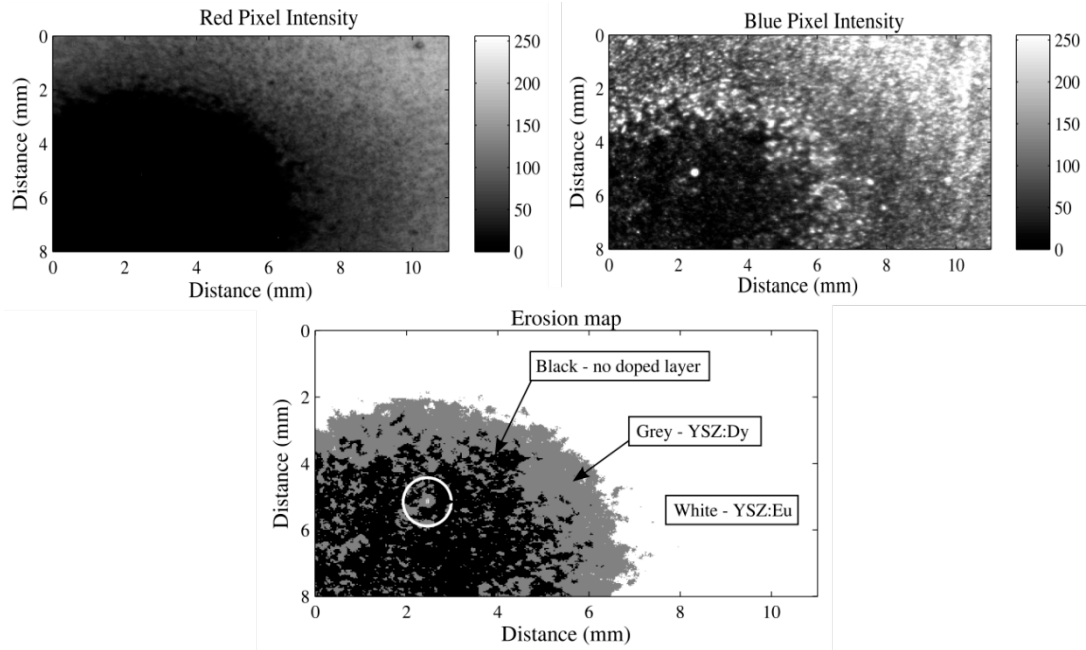 Red Pixel Intensity
0
2
4
6
8
Distance (mm)
0 2 4 6 8 10
Distance (mm)
250
200
150
100
50
0
Blue Pixel Intensity
0
2
4
6
8
Distance (mm)
0 2 4 6 8 10
Distance (mm)
250
200
150
100
50
0
Erosion map
0
2
4
6
8
Distance (mm)
Black - no doped layer
Grey - YSZ:Dy
White - YSZ:Eu
0 2 4 6 8 10
Distance (mm)